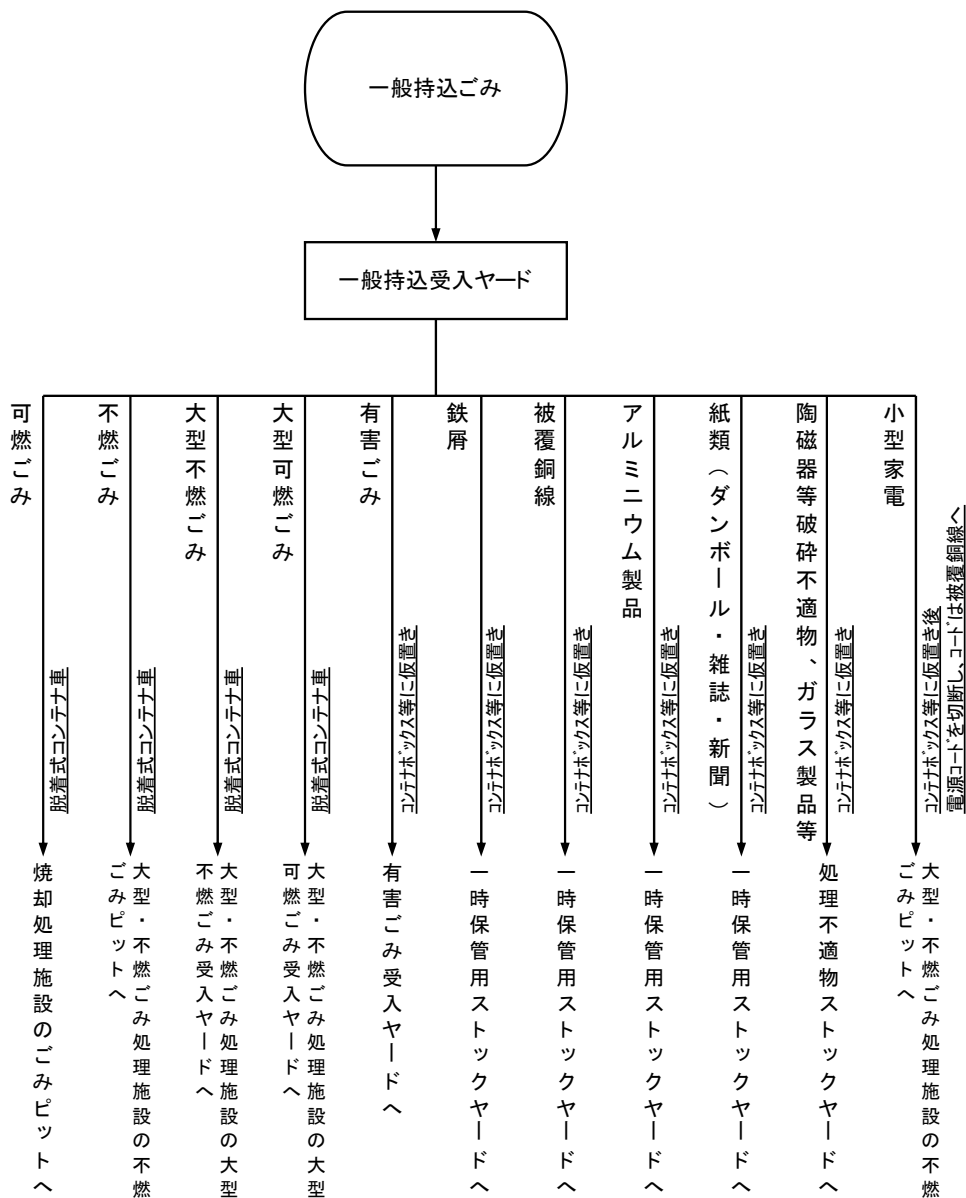 一般持込ごみ
一般持込受入ヤード
可燃ごみ
脱着式コンテナ車
焼却処理施設のごみピットへ
不燃ごみ
脱着式コンテナ車
大型・不燃ごみ処理施設の不燃
ごみピットへ
大型不燃ごみ
脱着式コンテナ車
大型・不燃ごみ処理施設の大型
不燃ごみ受入ヤードへ
大型可燃ごみ
脱着式コンテナ車
大型・不燃ごみ処理施設の大型
可燃ごみ受入ヤードへ
有害ごみ
コンテナボックス等に仮置き
有害ごみ受入ヤードへ
鉄屑
コンテナボックス等に仮置き
一時保管用ストックヤードへ
被覆銅線
コンテナボックス等に仮置き
一時保管用ストックヤードへ
アルミニウム製品
コンテナボックス等に仮置き
一時保管用ストックヤードへ
紙類（ダンボール・雑誌・新聞）
コンテナボックス等に仮置き
一時保管用ストックヤードへ
陶磁器等破砕不適物、ガラス製品等
コンテナボックス等に仮置き
処理不適物ストックヤードへ
小型家電
コンテナボックス等に仮置き後
電源コードを切断し、コードは被覆銅線へ
大型・不燃ごみ処理施設の不燃
ごみピットへ